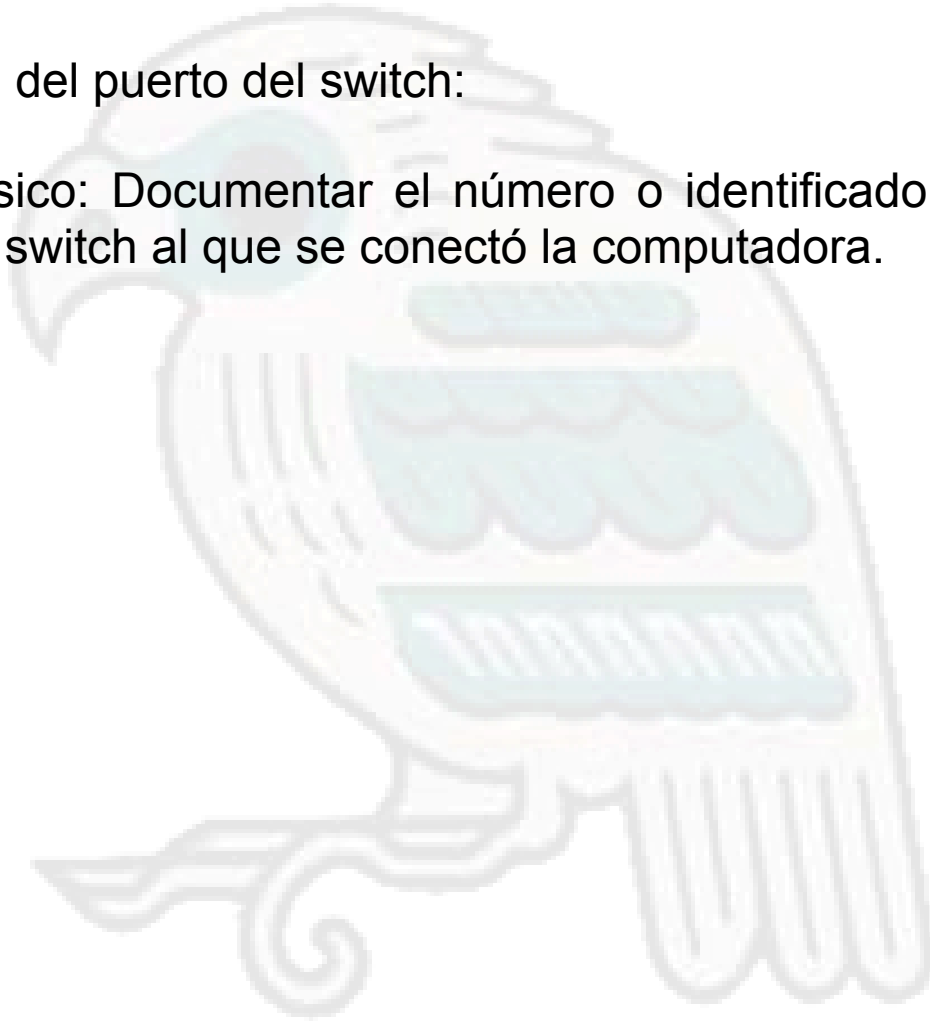 del puerto del switch:
sico: Documentar el número o identificado
switch al que se conectó la computadora.